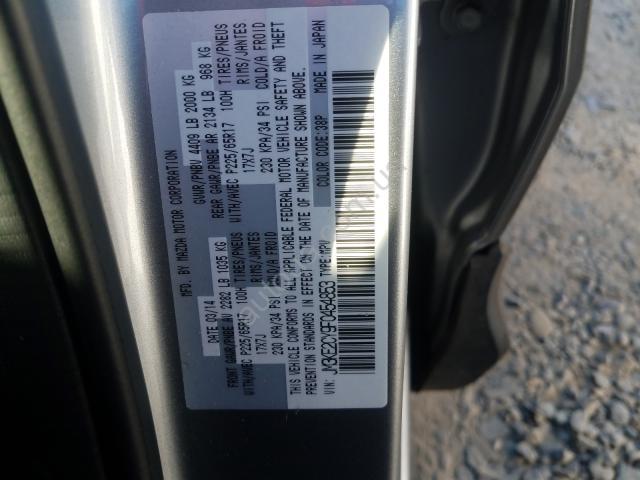 MFD. BY MAZDA MOTOR CORPORATION
DATE 03/14 GVWR/PNBV 4409 LB 2000 KG
FRONT GAWR/PNBE AV 2282 LB 1035 KG REAR GAWR/PNBE AR 2134 LB 968 KG
WITH/AVEC P225/65R17 100H TIRES/PNEUS WITH/AVEC P225/65R17 100H TIRES/PNEUS
17X7J RIMS/JANTES 17X7J RIMS/JANTES
230 KPA/34 PSI COLD/A FROID 230 KPA/34 PSI COLD/A FROID
THIS VEHICLE CONFORMS TO ALL APPLICABLE FEDERAL MOTOR VEHICLE SAFETY AND THEFT
PREVENTION STANDARDS IN EFFECT ON THE DATE OF MANUFACTURE SHOWN ABOVE.
VIN: JM3KE2CY9F0454853 TYPE:MPV COLOR CODE:38P MADE IN JAPAN